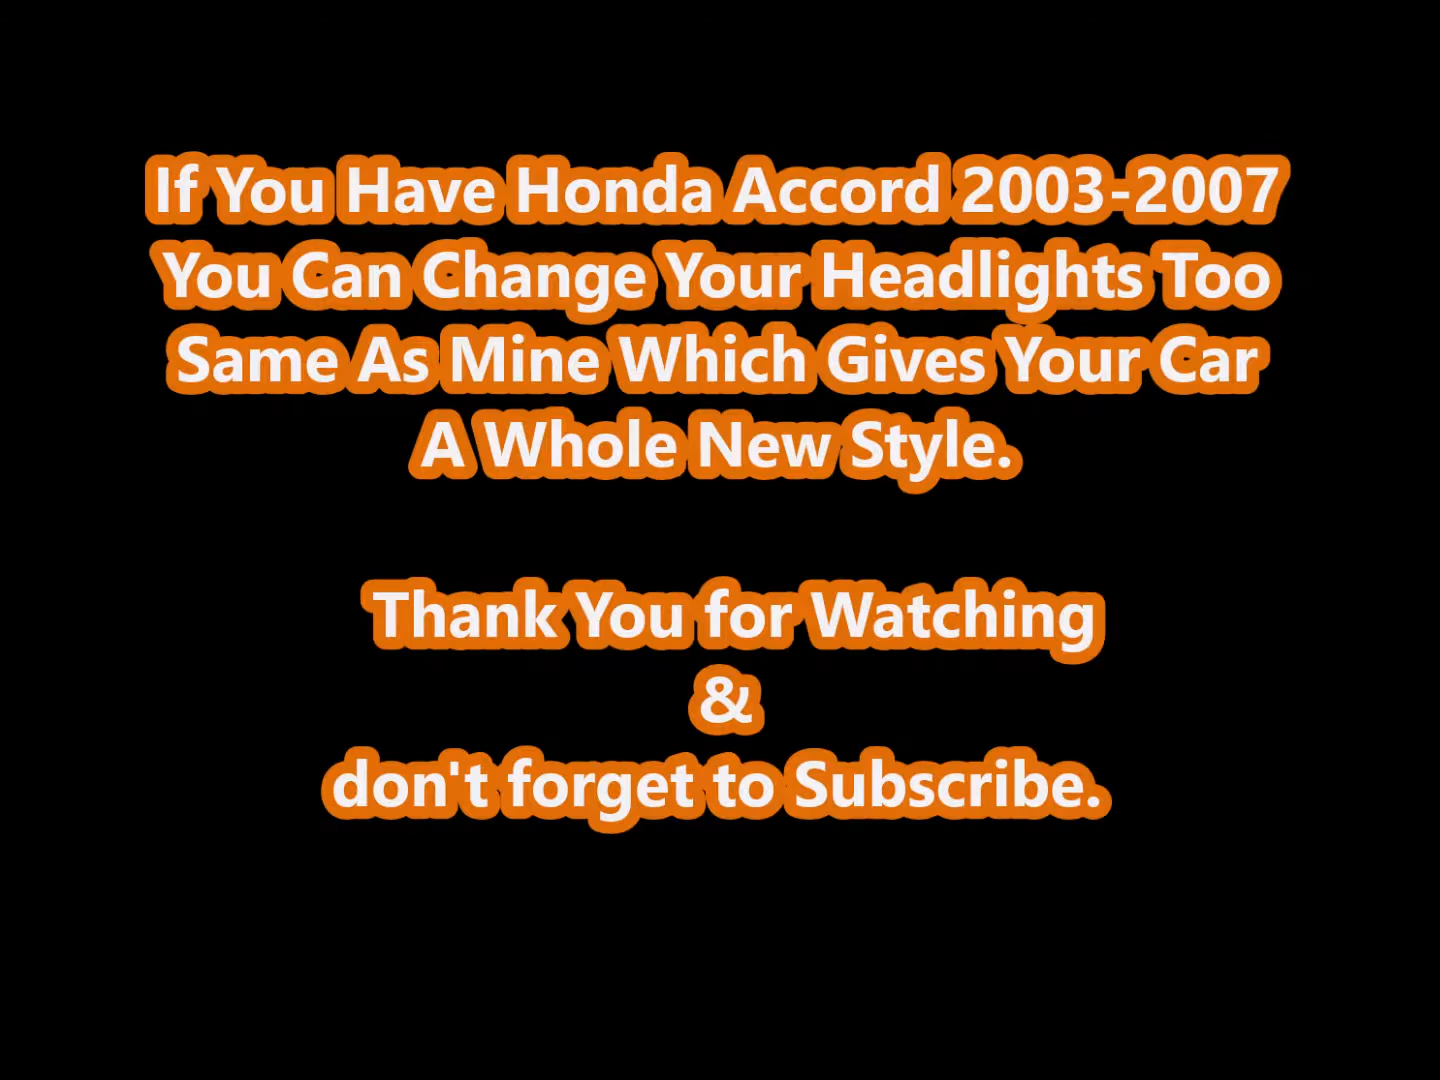 If You Have Honda Accord 2003-2007
You Can Change Your Headlights Too
Same As Mine Which Gives Your Car
A Whole New Style.
Thank You for Watching
&
don't forget to Subscribe.